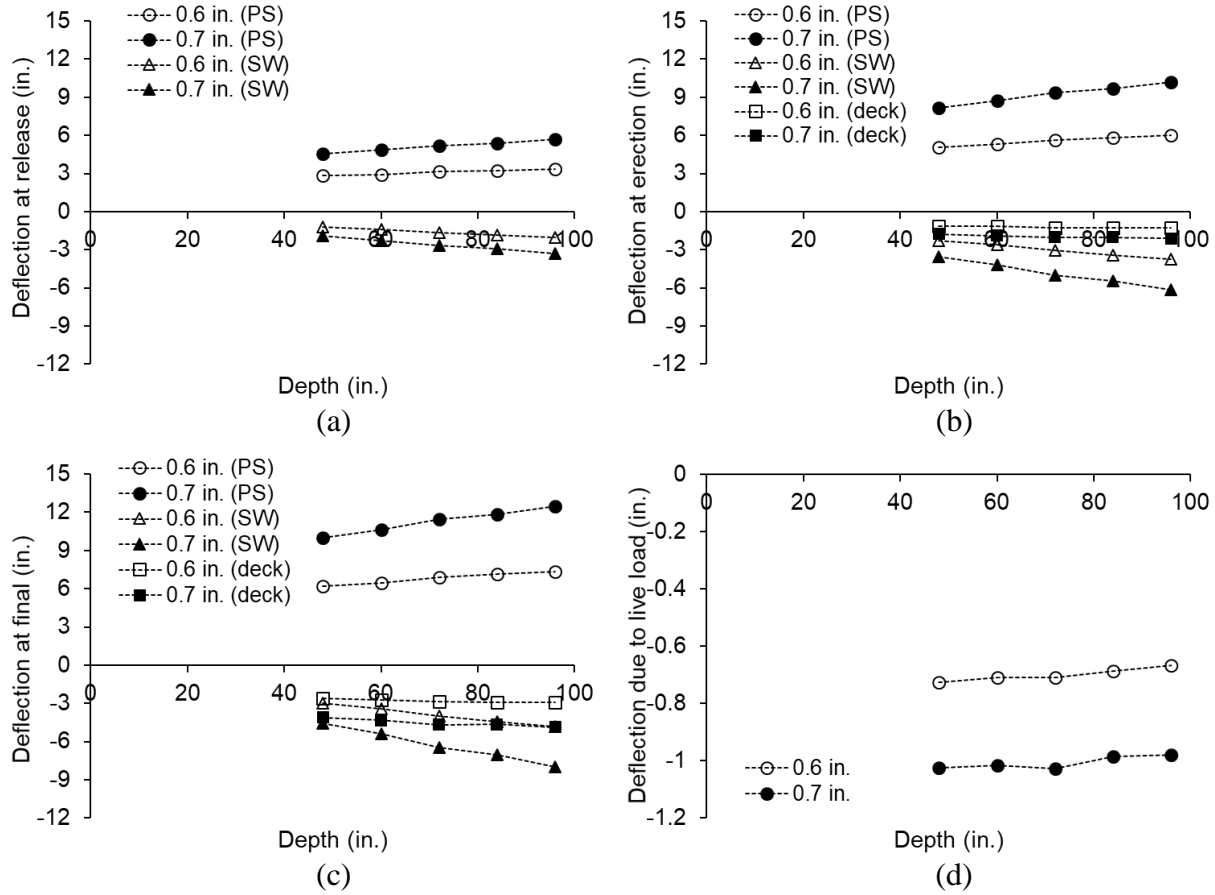 0.6 in. (PS)
0.7 in. (PS)
0.6 in. (SW)
0.7 in. (SW)
Deflection at release (in.)
15
12
9
6
3
0
-3
-6
-9
-12
0 20 40 60 80 100
Depth (in.)
(a)
0.6 in. (PS)
0.7 in. (PS)
0.6 in. (SW)
0.7 in. (SW)
0.6 in. (deck)
0.7 in. (deck)
Deflection at erection (in.)
15
12
9
6
3
0
-3
-6
-9
-12
0 20 40 60 80 100
Depth (in.)
(b)
0.6 in. (PS)
0.7 in. (PS)
0.6 in. (SW)
0.7 in. (SW)
0.6 in. (deck)
0.7 in. (deck)
Deflection at final (in.)
15
12
9
6
3
0
-3
-6
-9
-12
0 20 40 60 80 100
Depth (in.)
(c)
Deflection due to live load (in.)
0
-0.2
-0.4
-0.6
-0.8
-1
-1.2
0 20 40 60 80 100
0.6 in.
0.7 in.
Depth (in.)
(d)